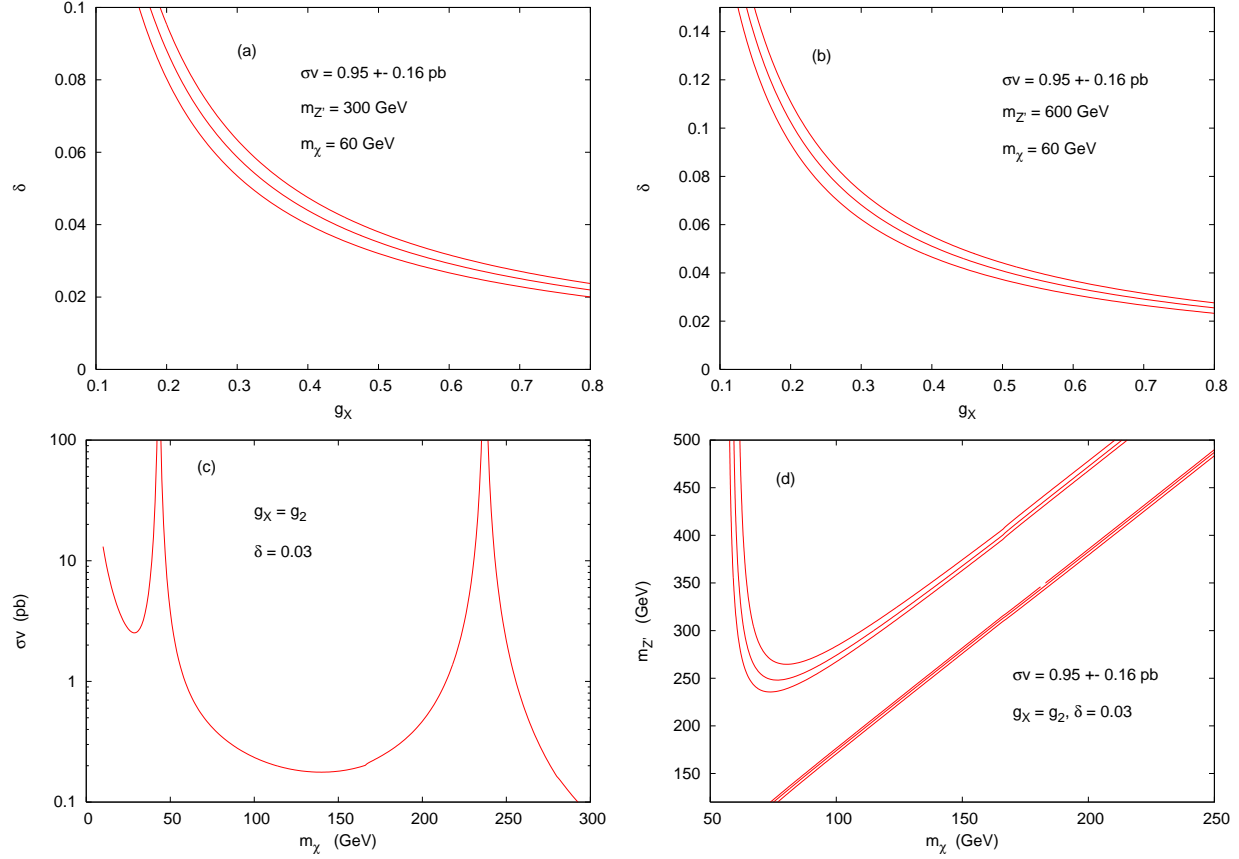 (a)
σv = 0.95 +- 0.16 pb
m_Z' = 300 GeV
m_χ = 60 GeV
δ
0.1
0.08
0.06
0.04
0.02
0
0.1 0.2 0.3 0.4 0.5 0.6 0.7 0.8
g_X
(b)
σv = 0.95 +- 0.16 pb
m_Z' = 600 GeV
m_χ = 60 GeV
δ
0.14
0.12
0.1
0.08
0.06
0.04
0.02
0
0.1 0.2 0.3 0.4 0.5 0.6 0.7 0.8
g_X
(c)
g_X = g_2
δ = 0.03
σv (pb)
100
10
1
0.1
0 50 100 150 200 250 300
m_χ (GeV)
(d)
σv = 0.95 +- 0.16 pb
g_X = g_2, δ = 0.03
m_Z' (GeV)
500
450
400
350
300
250
200
150
50 100 150 200 250
m_χ (GeV)